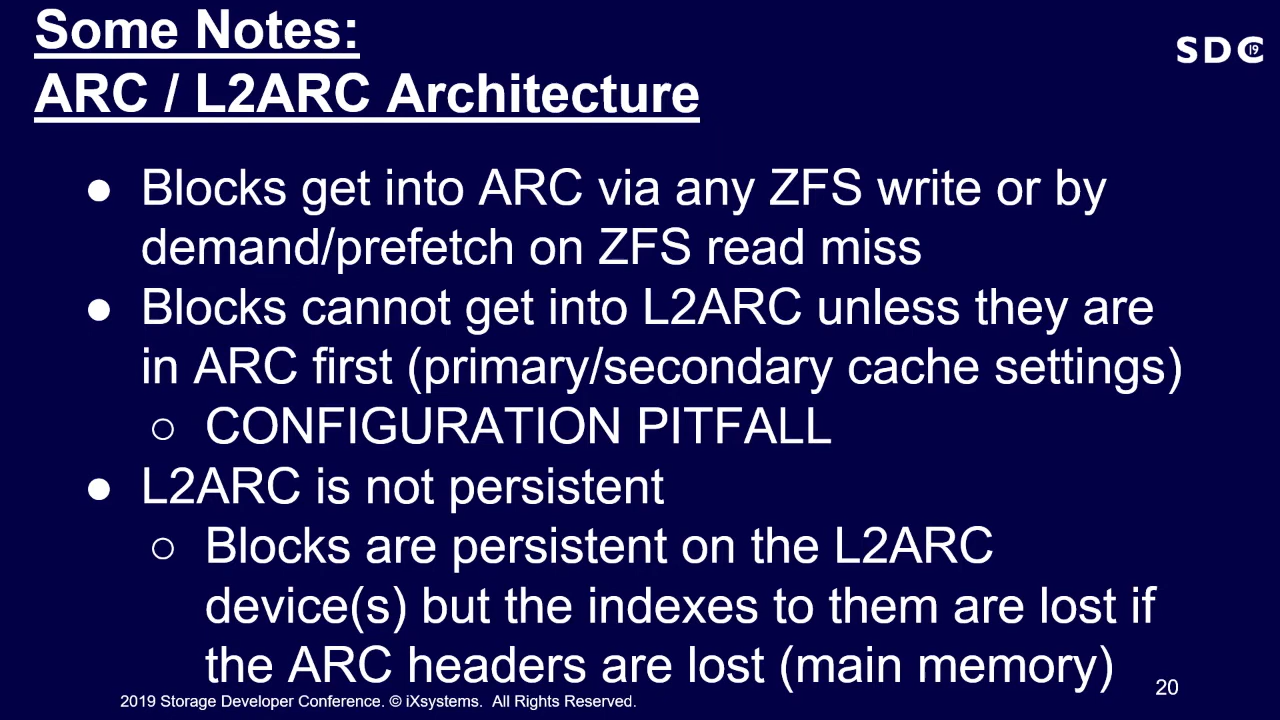 Some Notes:
ARC / L2ARC Architecture
SDC 19
● Blocks get into ARC via any ZFS write or by
demand/prefetch on ZFS read miss
● Blocks cannot get into L2ARC unless they are
in ARC first (primary/secondary cache settings)
○ CONFIGURATION PITFALL
● L2ARC is not persistent
○ Blocks are persistent on the L2ARC
device(s) but the indexes to them are lost if
the ARC headers are lost (main memory)
2019 Storage Developer Conference. © iXsystems. All Rights Reserved.
20